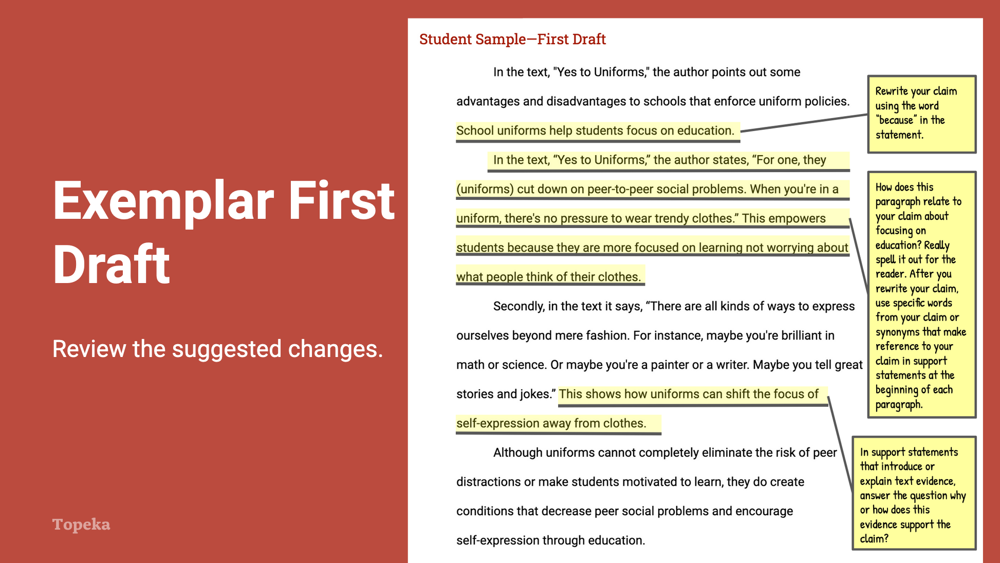 Exemplar First
Draft
Review the suggested changes.
Topeka
Student Sample—First Draft
In the text, "Yes to Uniforms," the author points out some
advantages and disadvantages to schools that enforce uniform policies.
School uniforms help students focus on education.
In the text, “Yes to Uniforms,” the author states, “For one, they
(uniforms) cut down on peer-to-peer social problems. When you're in a
uniform, there's no pressure to wear trendy clothes.” This empowers
students because they are more focused on learning not worrying about
what people think of their clothes.
Secondly, in the text it says, “There are all kinds of ways to express
ourselves beyond mere fashion. For instance, maybe you're brilliant in
math or science. Or maybe you're a painter or a writer. Maybe you tell great
stories and jokes.” This shows how uniforms can shift the focus of
self-expression away from clothes.
Although uniforms cannot completely eliminate the risk of peer
distractions or make students motivated to learn, they do create
conditions that decrease peer social problems and encourage
self-expression through education.
Rewrite your claim
using the word
“because” in the
statement.
How does this
paragraph relate to
your claim about
focusing on
education? Really
spell it out for the
reader. After you
rewrite your claim,
use specific words
from your claim or
synonyms that make
reference to your
claim in support
statements at the
beginning of each
paragraph.
In support statements
that introduce or
explain text evidence,
answer the question why
or how does this
evidence support the
claim?